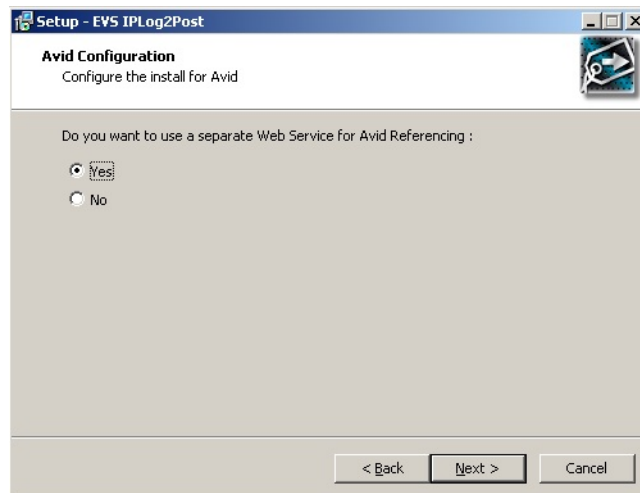 Setup - EVS IPLog2Post
Avid Configuration
Configure the install for Avid
Do you want to use a separate Web Service for Avid Referencing :
Yes
No
< Back
Next >
Cancel